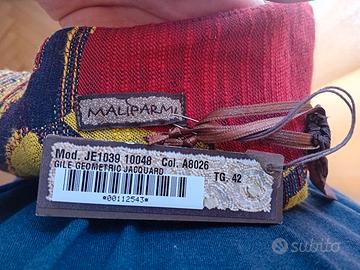 MALIPARMI
Mod. JE1039 10048 Col. A8026
GILE GEOMETRIC JACQUARD
TG. 42
*00112543*
subito